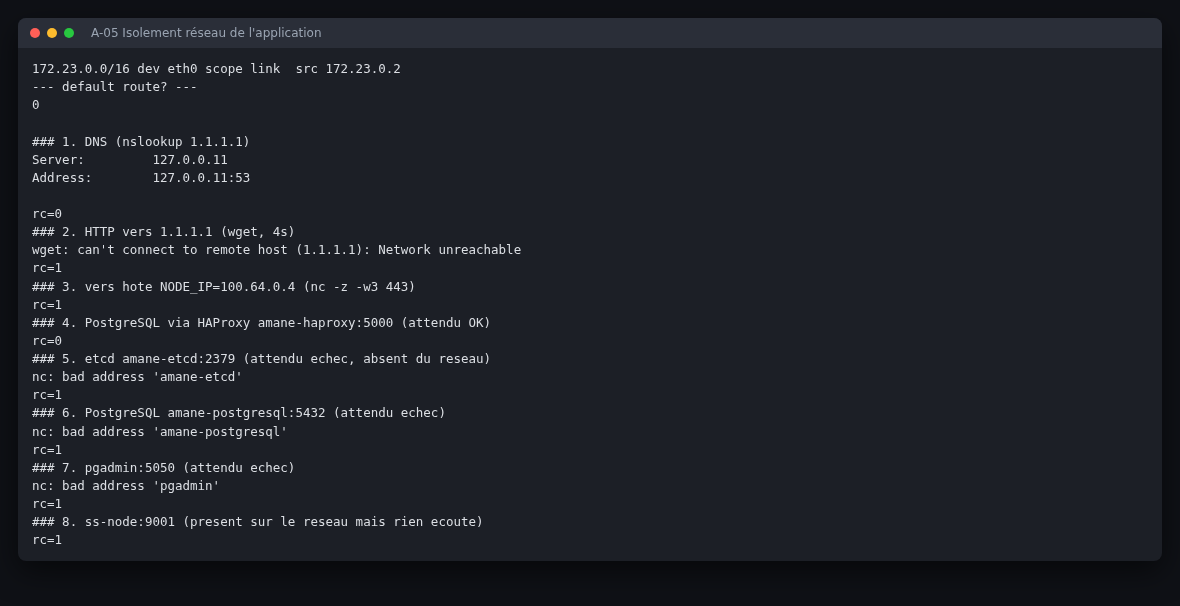 A-05 Isolement réseau de l'application
172.23.0.0/16 dev eth0 scope link  src 172.23.0.2
--- default route? ---
0
### 1. DNS (nslookup 1.1.1.1)
Server:         127.0.0.11
Address:        127.0.0.11:53
rc=0
### 2. HTTP vers 1.1.1.1 (wget, 4s)
wget: can't connect to remote host (1.1.1.1): Network unreachable
rc=1
### 3. vers hote NODE_IP=100.64.0.4 (nc -z -w3 443)
rc=1
### 4. PostgreSQL via HAProxy amane-haproxy:5000 (attendu OK)
rc=0
### 5. etcd amane-etcd:2379 (attendu echec, absent du reseau)
nc: bad address 'amane-etcd'
rc=1
### 6. PostgreSQL amane-postgresql:5432 (attendu echec)
nc: bad address 'amane-postgresql'
rc=1
### 7. pgadmin:5050 (attendu echec)
nc: bad address 'pgadmin'
rc=1
### 8. ss-node:9001 (present sur le reseau mais rien ecoute)
rc=1